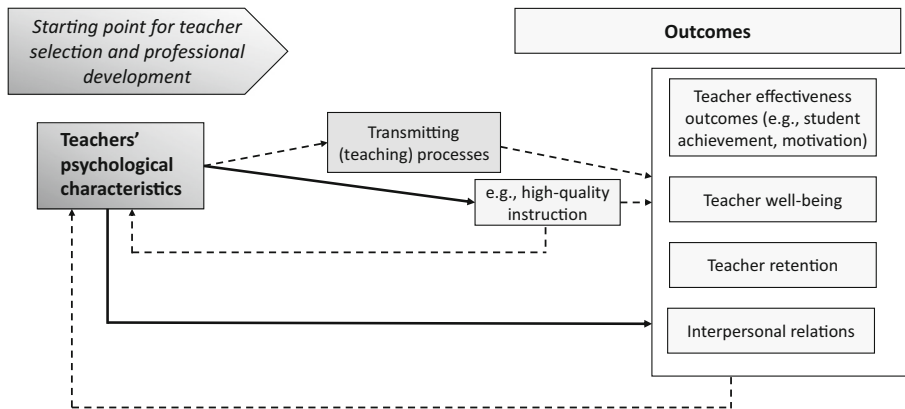 Starting point for teacher
selection and professional
development
Outcomes
Teachers'
psychological
characteristics
Transmitting
(teaching) processes
e.g., high-quality
instruction
Teacher effectiveness
outcomes (e.g., student
achievement, motivation)
Teacher well-being
Teacher retention
Interpersonal relations